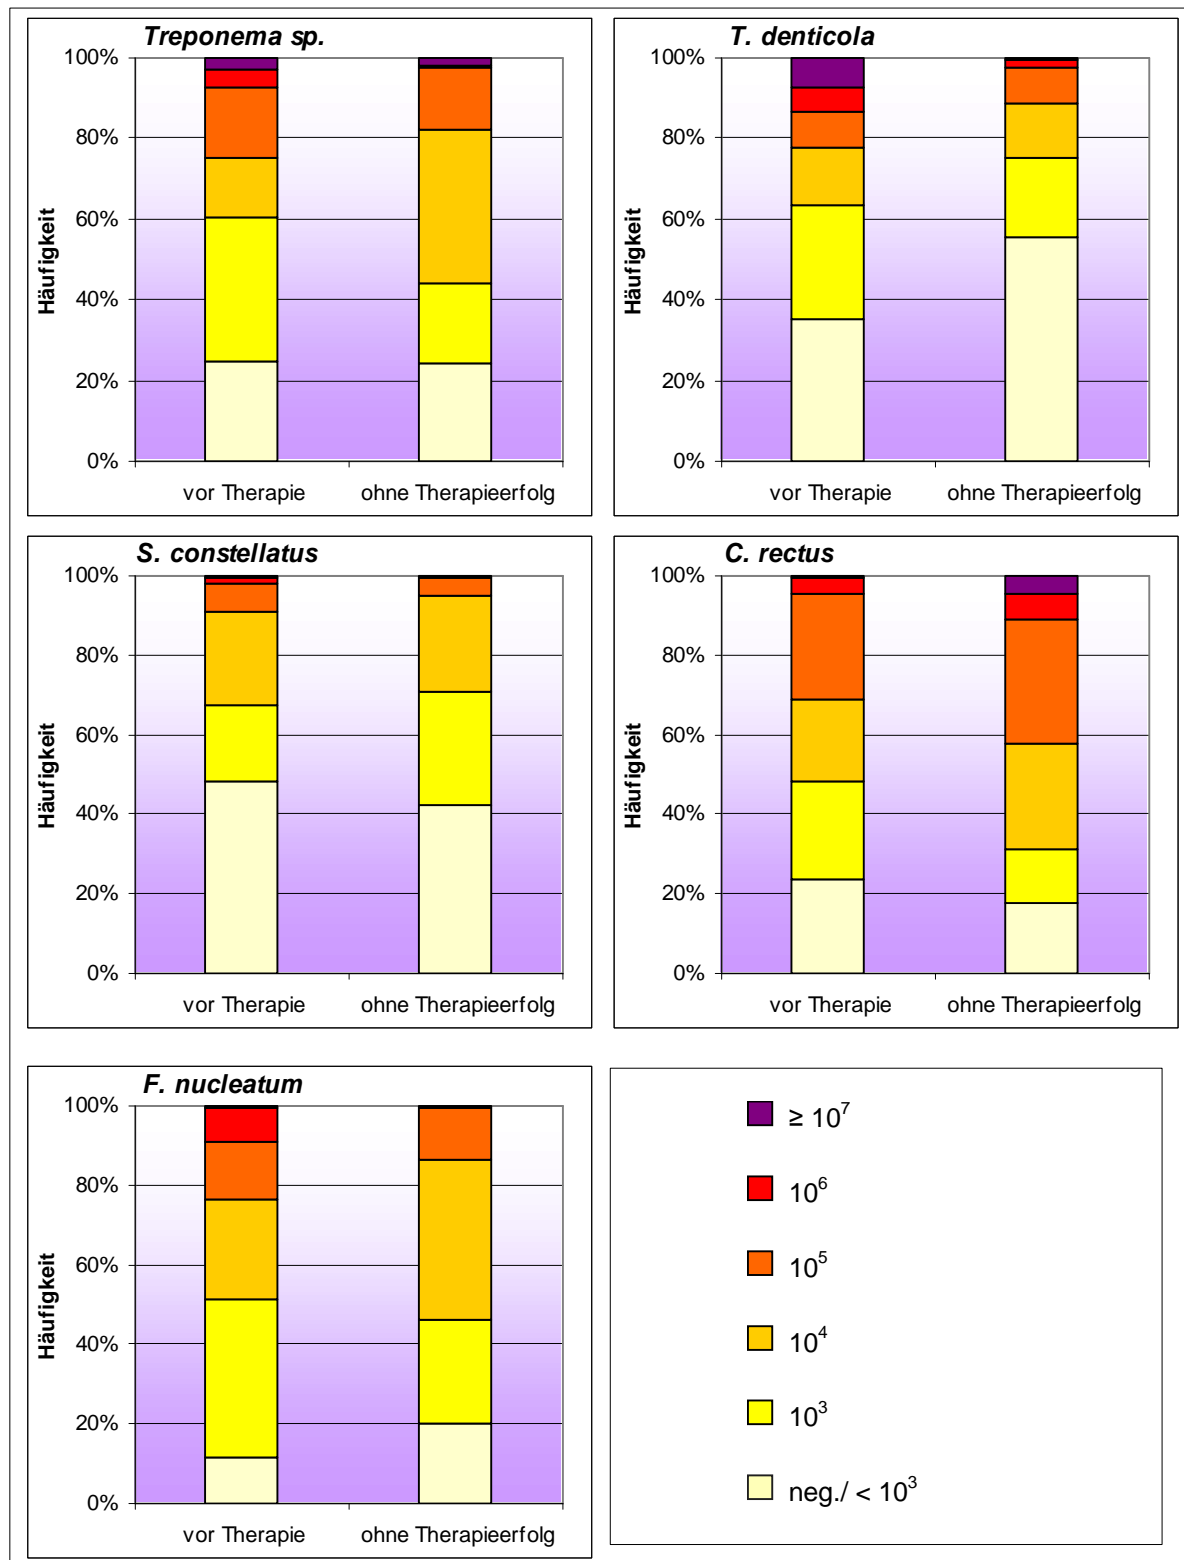 Treponema sp.
100%
80%
60%
40%
20%
0%
Häufigkeit
vor Therapie ohne Therapieerfolg
T. denticola
100%
80%
60%
40%
20%
0%
Häufigkeit
vor Therapie ohne Therapieerfolg
S. constellatus
100%
80%
60%
40%
20%
0%
Häufigkeit
vor Therapie ohne Therapieerfolg
C. rectus
100%
80%
60%
40%
20%
0%
Häufigkeit
vor Therapie ohne Therapieerfolg
F. nucleatum
100%
80%
60%
40%
20%
0%
Häufigkeit
vor Therapie ohne Therapieerfolg
≥ 10⁷
10⁶
10⁵
10⁴
10³
neg./ < 10³